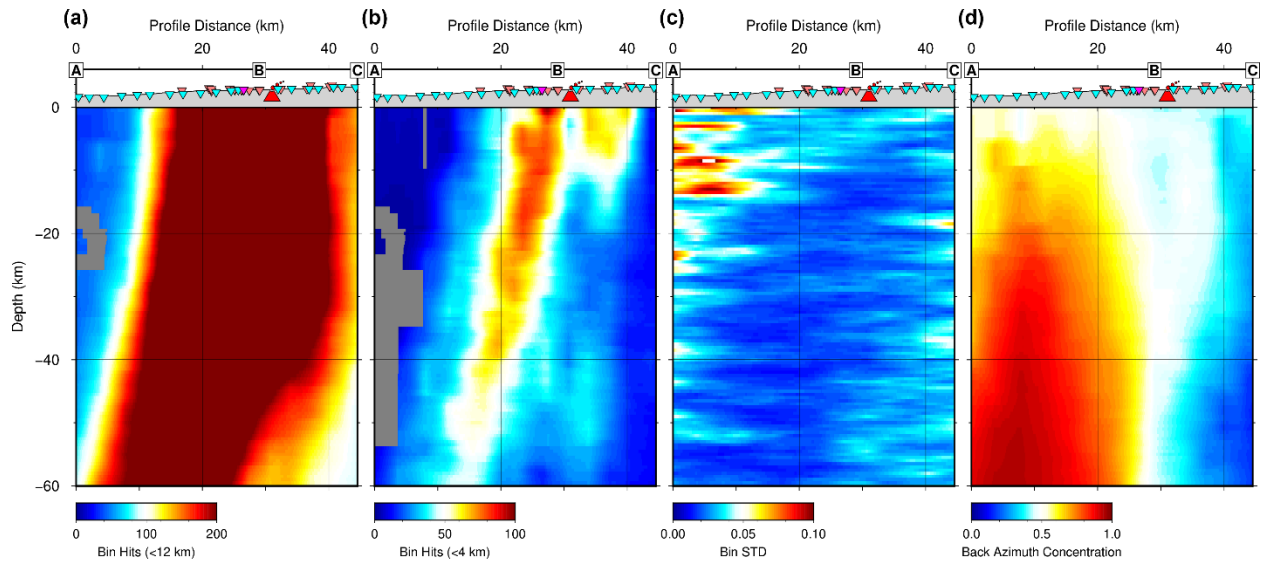 (a) (b) (c) (d)
Profile Distance (km) Profile Distance (km) Profile Distance (km) Profile Distance (km)
0 20 40 0 20 40 0 20 40 0 20 40
A B C A B C A B C A B C
0
−20
−40
−60
Depth (km)
0 100 200 0 50 100 0.00 0.05 0.10 0.0 0.5 1.0
Bin Hits (<12 km) Bin Hits (<4 km) Bin STD Back Azimuth Concentration